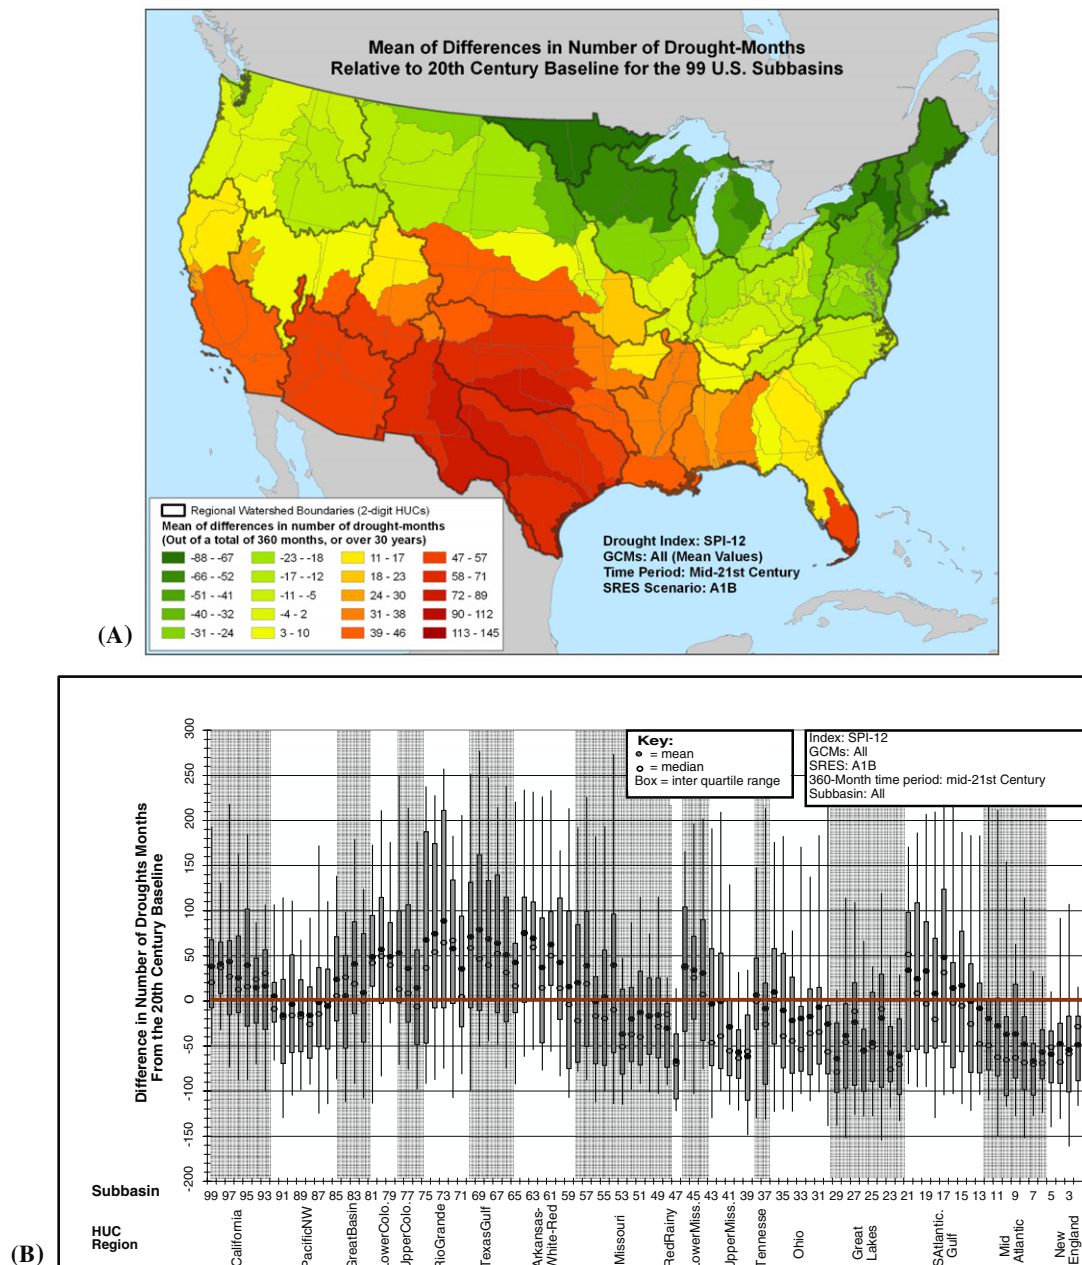 Mean of Differences in Number of Drought-Months
Relative to 20th Century Baseline for the 99 U.S. Subbasins
Regional Watershed Boundaries (2-digit HUCs)
Mean of differences in number of drought-months
(Out of a total of 360 months, or over 30 years)
-88 - -67
-23 - -18
11 - 17
47 - 57
-66 - -52
-17 - -12
18 - 23
58 - 71
-51 - -41
-11 - -5
24 - 30
72 - 89
-40 - -32
-4 - 2
31 - 38
90 - 112
-31 - -24
3 - 10
39 - 46
113 - 145
Drought Index: SPI-12
GCMs: All (Mean Values)
Time Period: Mid-21st Century
SRES Scenario: A1B
(A)
Key:
= mean
= median
Box = inter quartile range
Index: SPI-12
GCMs: All
SRES: A1B
360-Month time period: mid-21st Century
Subbasin: All
Difference in Number of Droughts Months
From the 20th Century Baseline
300
250
200
150
100
50
0
-50
-100
-150
-200
Subbasin
99 97 95 93 91 89 87 85 83 81 79 77 75 73 71 69 67 65 63 61 59 57 55 53 51 49 47 45 43 41 39 37 35 33 31 29 27 25 23 21 19 17 15 13 11 9 7 5 3
HUC
Region
California
PacificNW
GreatBasin
LowerColo.
UpperColo.
RioGrande
TexasGulf
Arkansas-
White-Red
Missouri
RedRainy
LowerMiss.
UpperMiss.
Tennesse
Ohio
Great
Lakes
SAtlantic.
Gulf
Mid
Atlantic
New
England
(B)